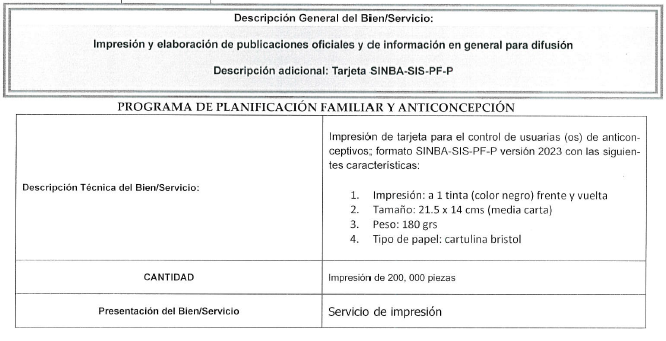 Descripción General del Bien/Servicio:
Impresión y elaboración de publicaciones oficiales y de información en general para difusión
Descripción adicional: Tarjeta SINBA-SIS-PF-P
PROGRAMA DE PLANIFICACIÓN FAMILIAR Y ANTICONCEPCIÓN
Descripción Técnica del Bien/Servicio:
Impresión de tarjeta para el control de usuarias (os) de anticon-
ceptivos; formato SINBA-SIS-PF-P versión 2023 con las siguien-
tes características:
1. Impresión: a 1 tinta (color negro) frente y vuelta
2. Tamaño: 21.5 x 14 cms (media carta)
3. Peso: 180 grs
4. Tipo de papel: cartulina bristol
CANTIDAD
Impresión de 200, 000 piezas
Presentación del Bien/Servicio
Servicio de impresión